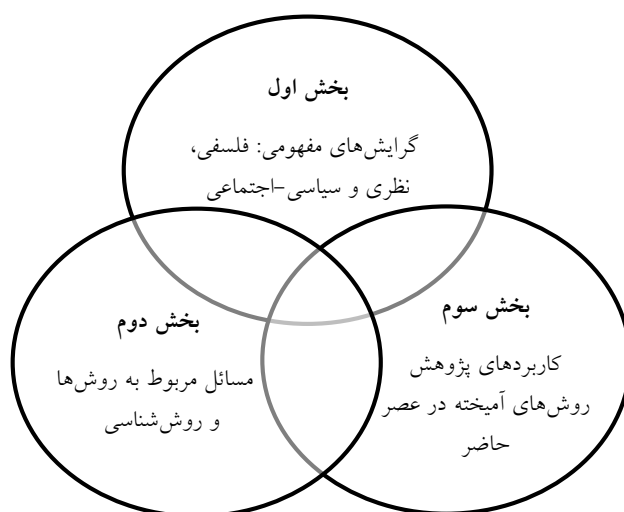 بخش اول
گرایش‌های مفهومی: فلسفی،
نظری و سیاسی-اجتماعی
بخش سوم
کاربردهای پژوهش
روش‌های آمیخته در عصر
حاضر
بخش دوم
مسائل مربوط به روش‌ها
و روش‌شناسی